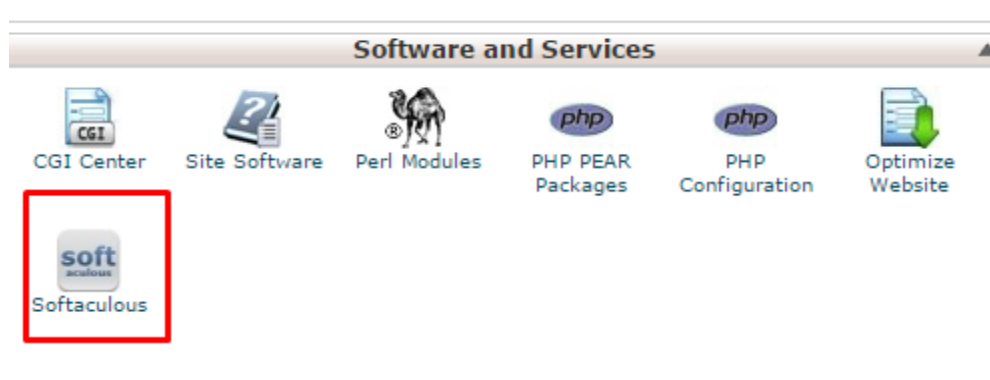 Software and Services
CGI
?
®
php
php
CGI Center
Site Software
Perl Modules
PHP PEAR
Packages
PHP
Configuration
Optimize
Website
soft
aculous
Softaculous